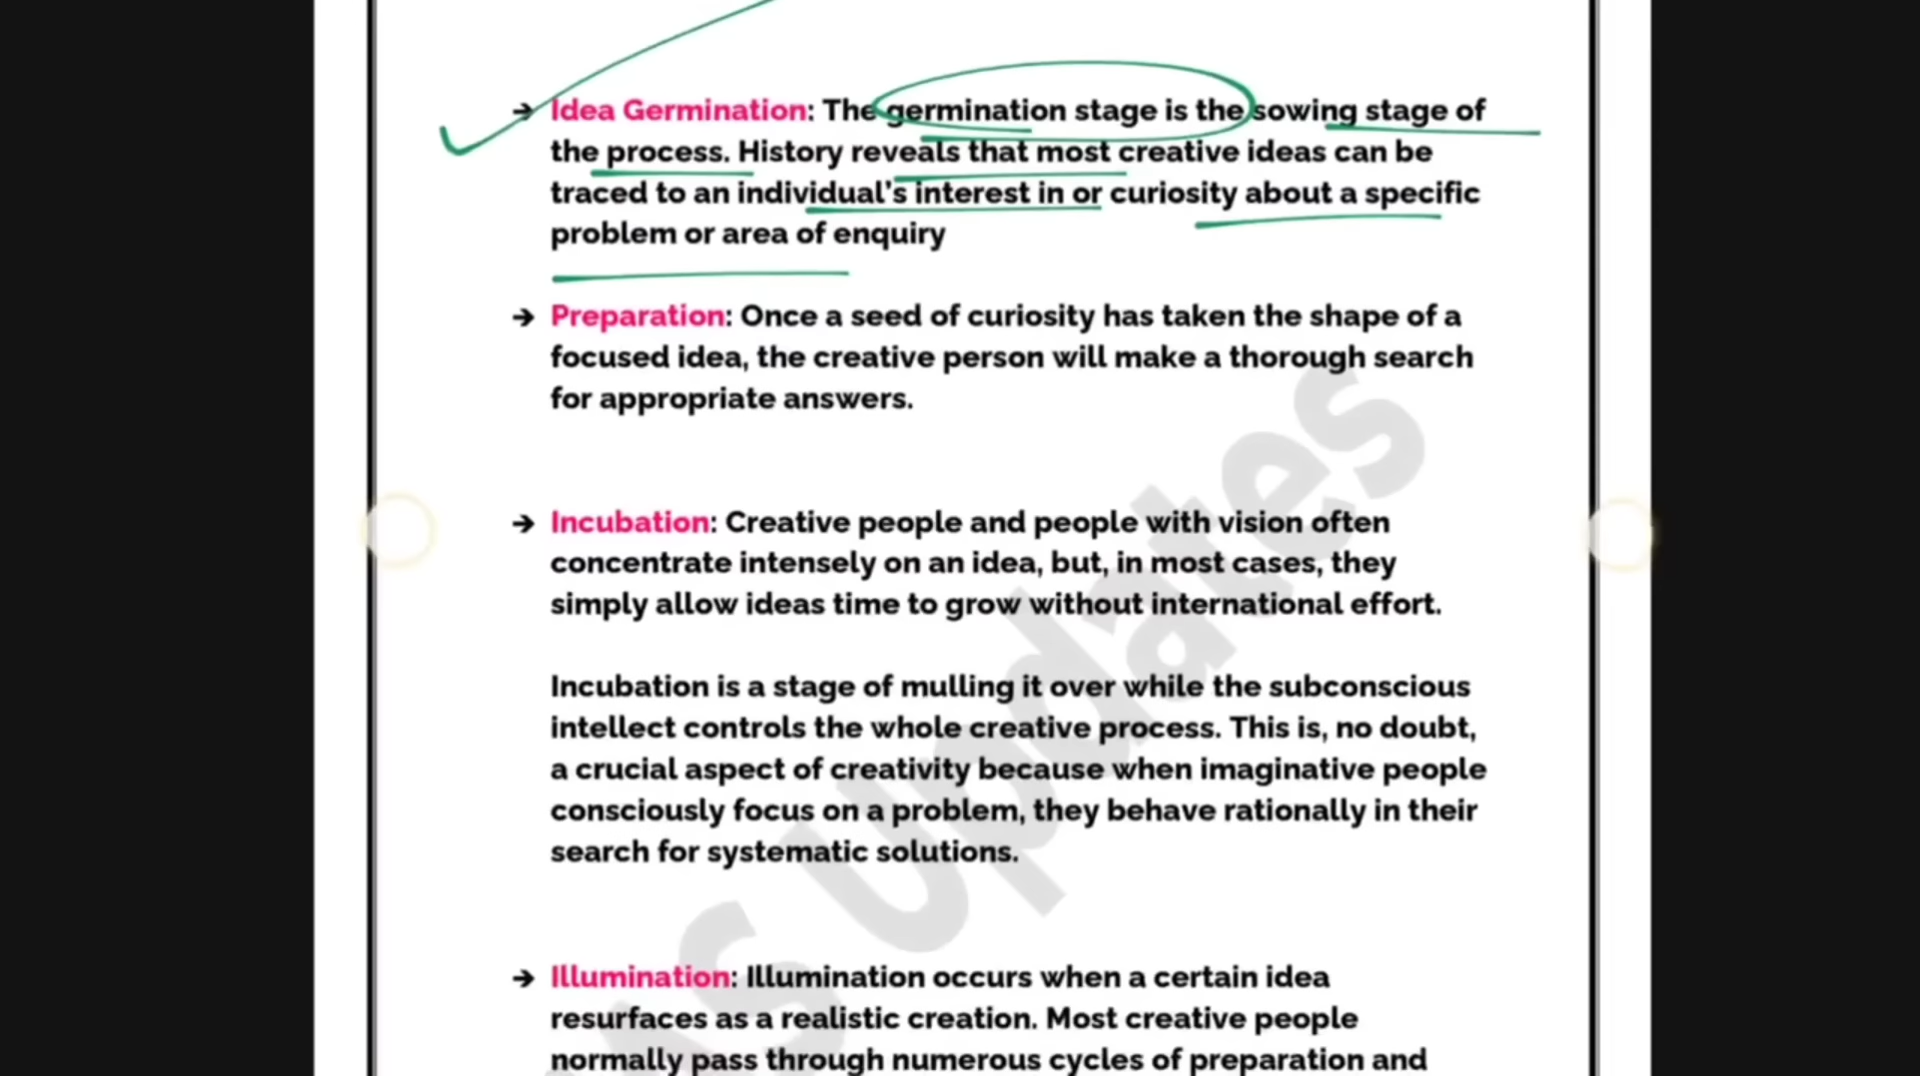 → Idea Germination: The germination stage is the sowing stage of
the process. History reveals that most creative ideas can be
traced to an individual's interest in or curiosity about a specific
problem or area of enquiry
→ Preparation: Once a seed of curiosity has taken the shape of a
focused idea, the creative person will make a thorough search
for appropriate answers.
→ Incubation: Creative people and people with vision often
concentrate intensely on an idea, but, in most cases, they
simply allow ideas time to grow without international effort.
Incubation is a stage of mulling it over while the subconscious
intellect controls the whole creative process. This is, no doubt,
a crucial aspect of creativity because when imaginative people
consciously focus on a problem, they behave rationally in their
search for systematic solutions.
→ Illumination: Illumination occurs when a certain idea
resurfaces as a realistic creation. Most creative people
normally pass through numerous cycles of preparation and
Updates